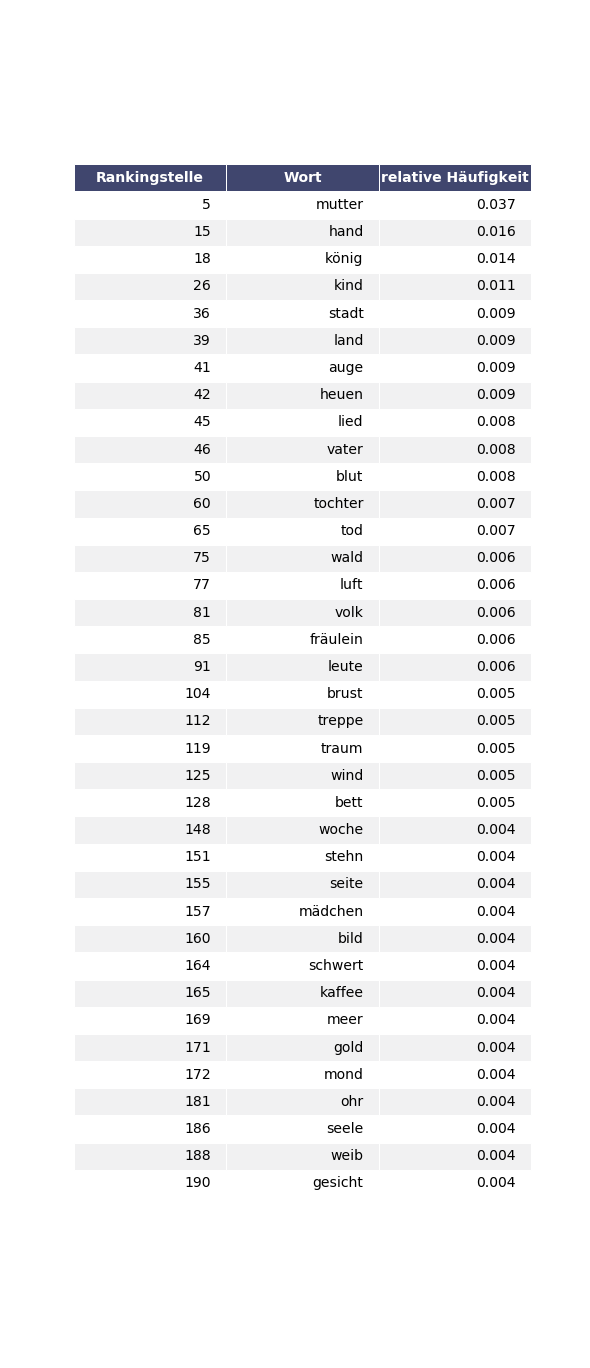 Rankingstelle Wort relative Häufigkeit
5 mutter 0.037
15 hand 0.016
18 könig 0.014
26 kind 0.011
36 stadt 0.009
39 land 0.009
41 auge 0.009
42 heuen 0.009
45 lied 0.008
46 vater 0.008
50 blut 0.008
60 tochter 0.007
65 tod 0.007
75 wald 0.006
77 luft 0.006
81 volk 0.006
85 fräulein 0.006
91 leute 0.006
104 brust 0.005
112 treppe 0.005
119 traum 0.005
125 wind 0.005
128 bett 0.005
148 woche 0.004
151 stehn 0.004
155 seite 0.004
157 mädchen 0.004
160 bild 0.004
164 schwert 0.004
165 kaffee 0.004
169 meer 0.004
171 gold 0.004
172 mond 0.004
181 ohr 0.004
186 seele 0.004
188 weib 0.004
190 gesicht 0.004